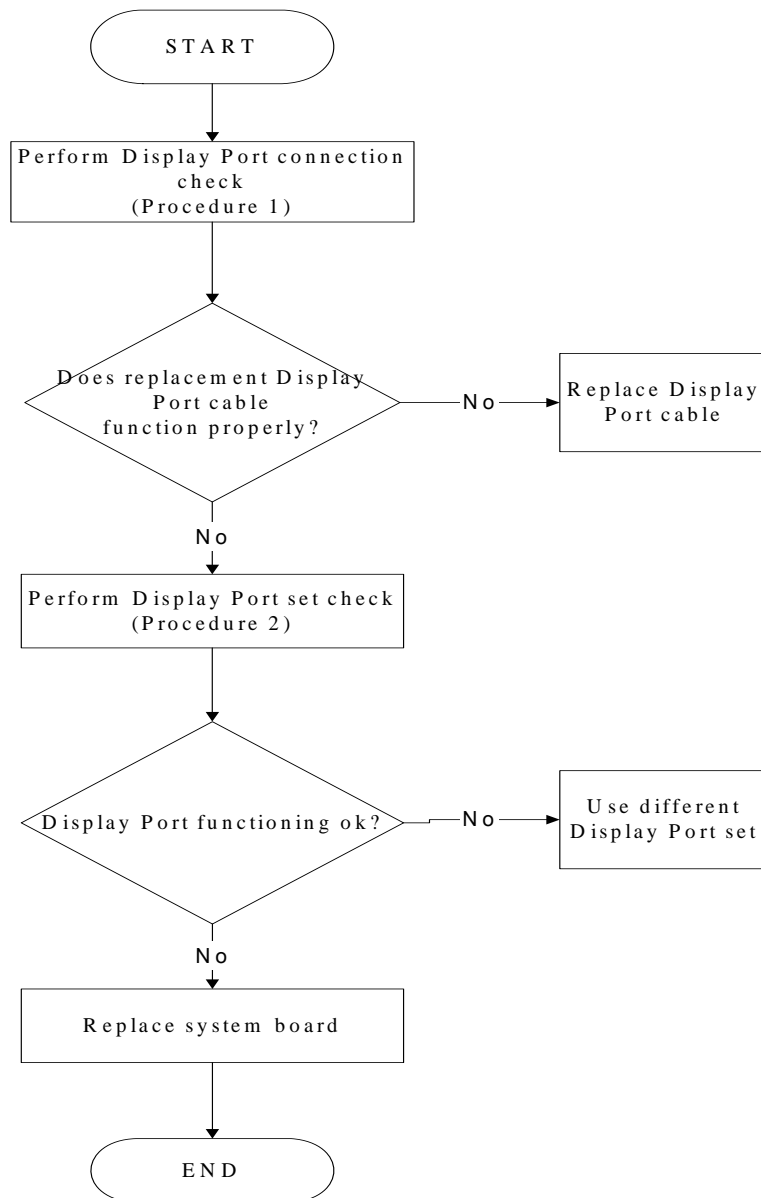 START
Perform Display Port connection
check
(Procedure 1)
Does replacement Display
Port cable
function properly?
No
Replace Display
Port cable
No
Perform Display Port set check
(Procedure 2)
Display Port functioning ok?
No
Use different
Display Port set
No
Replace system board
END